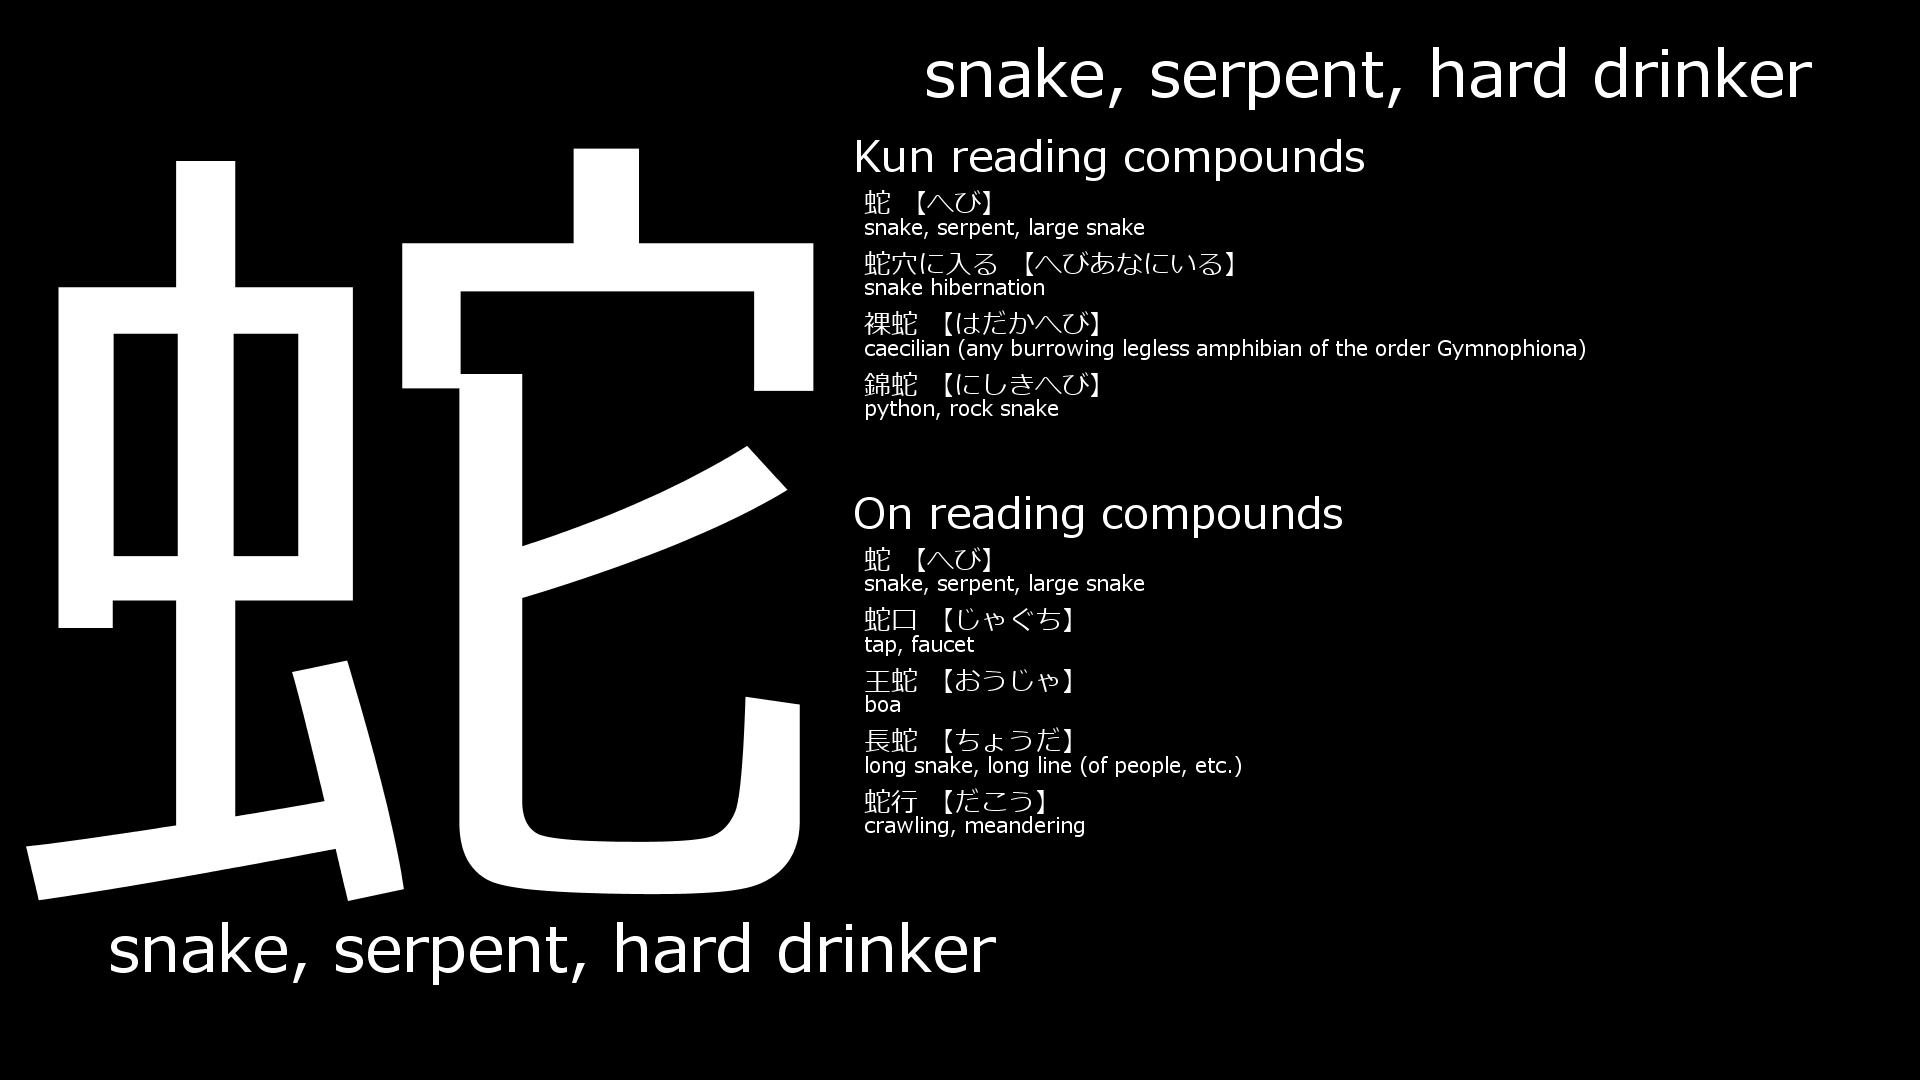 蛇
snake, serpent, hard drinker
snake, serpent, hard drinker
Kun reading compounds
蛇 【へび】
snake, serpent, large snake
蛇穴に入る 【へびあなにいる】
snake hibernation
裸蛇 【はだかへび】
caecilian (any burrowing legless amphibian of the order Gymnophiona)
錦蛇 【にしきへび】
python, rock snake
On reading compounds
蛇 【へび】
snake, serpent, large snake
蛇口 【じゃぐち】
tap, faucet
王蛇 【おうじゃ】
boa
長蛇 【ちょうだ】
long snake, long line (of people, etc.)
蛇行 【だこう】
crawling, meandering